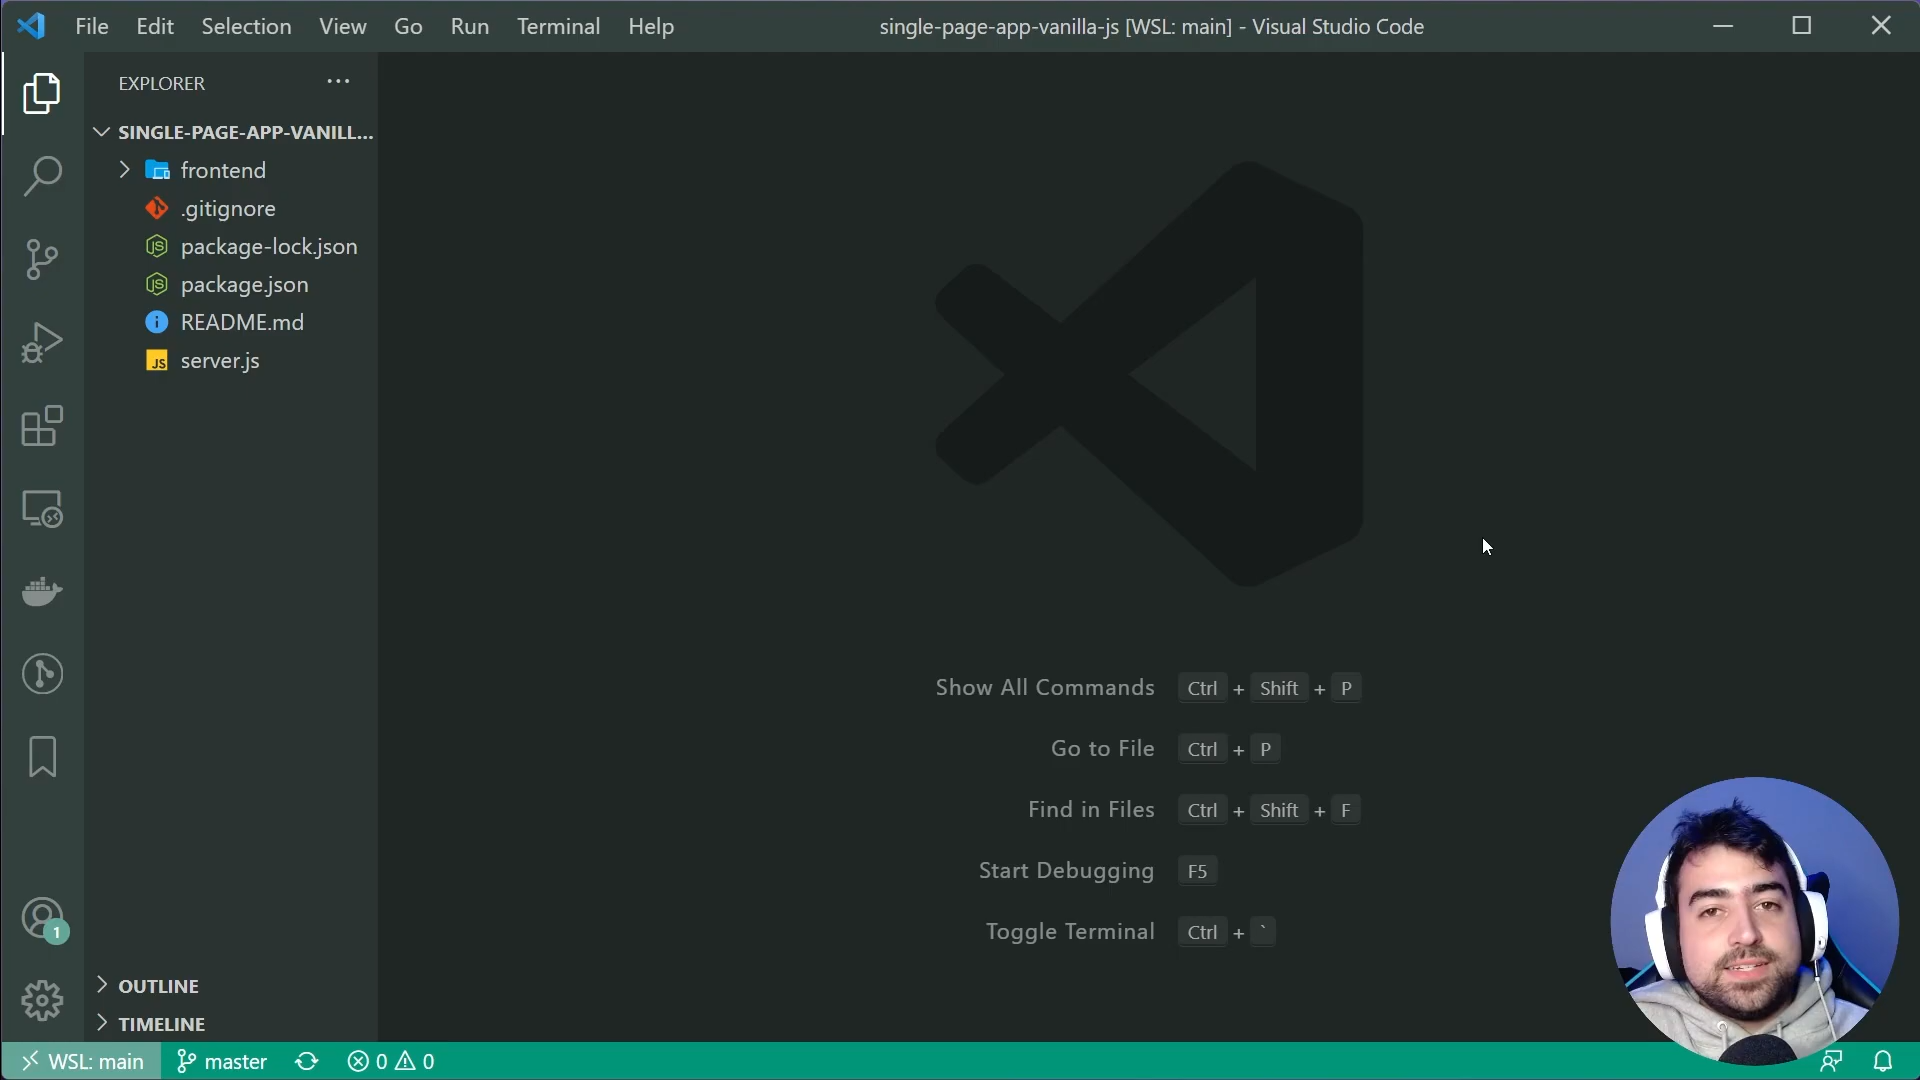 File Edit Selection View Go Run Terminal Help single-page-app-vanilla-js [WSL: main] - Visual Studio Code
EXPLORER ...
SINGLE-PAGE-APP-VANILL...
frontend
.gitignore
JS package-lock.json
JS package.json
i README.md
JS server.js
Show All Commands Ctrl + Shift + P
Go to File Ctrl + P
Find in Files Ctrl + Shift + F
Start Debugging F5
Toggle Terminal Ctrl + `
1
OUTLINE
TIMELINE
WSL: main master 0 0